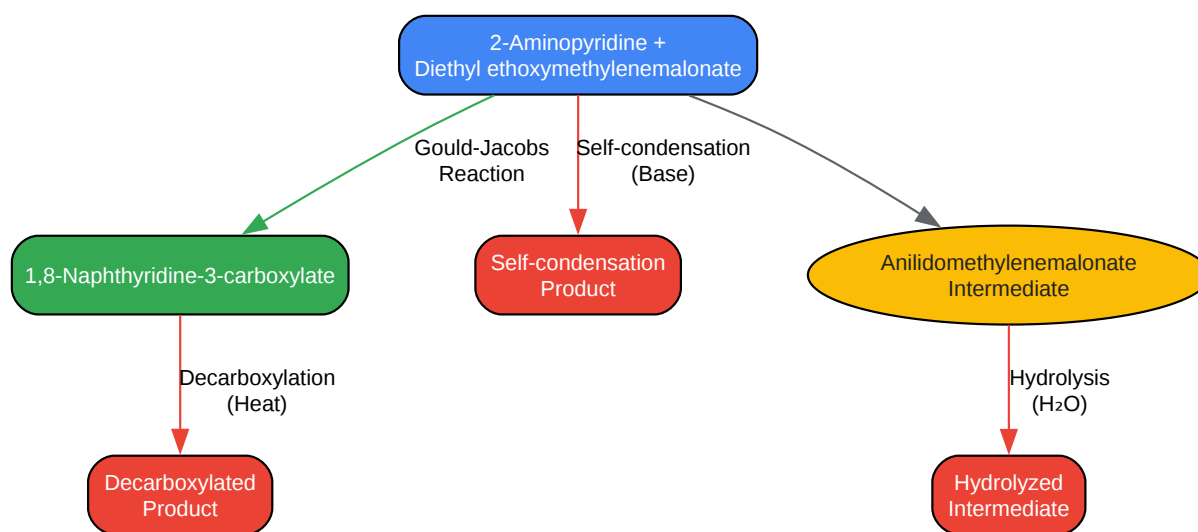 2-Aminopyridine +
Diethyl ethoxymethylenemalonate
Gould-Jacobs
Reaction
Self-condensation
(Base)
1,8-Naphthyridine-3-carboxylate
Self-condensation
Product
Anilidomethylenemalonate
Intermediate
Decarboxylation
(Heat)
Hydrolysis
(H₂O)
Decarboxylated
Product
Hydrolyzed
Intermediate